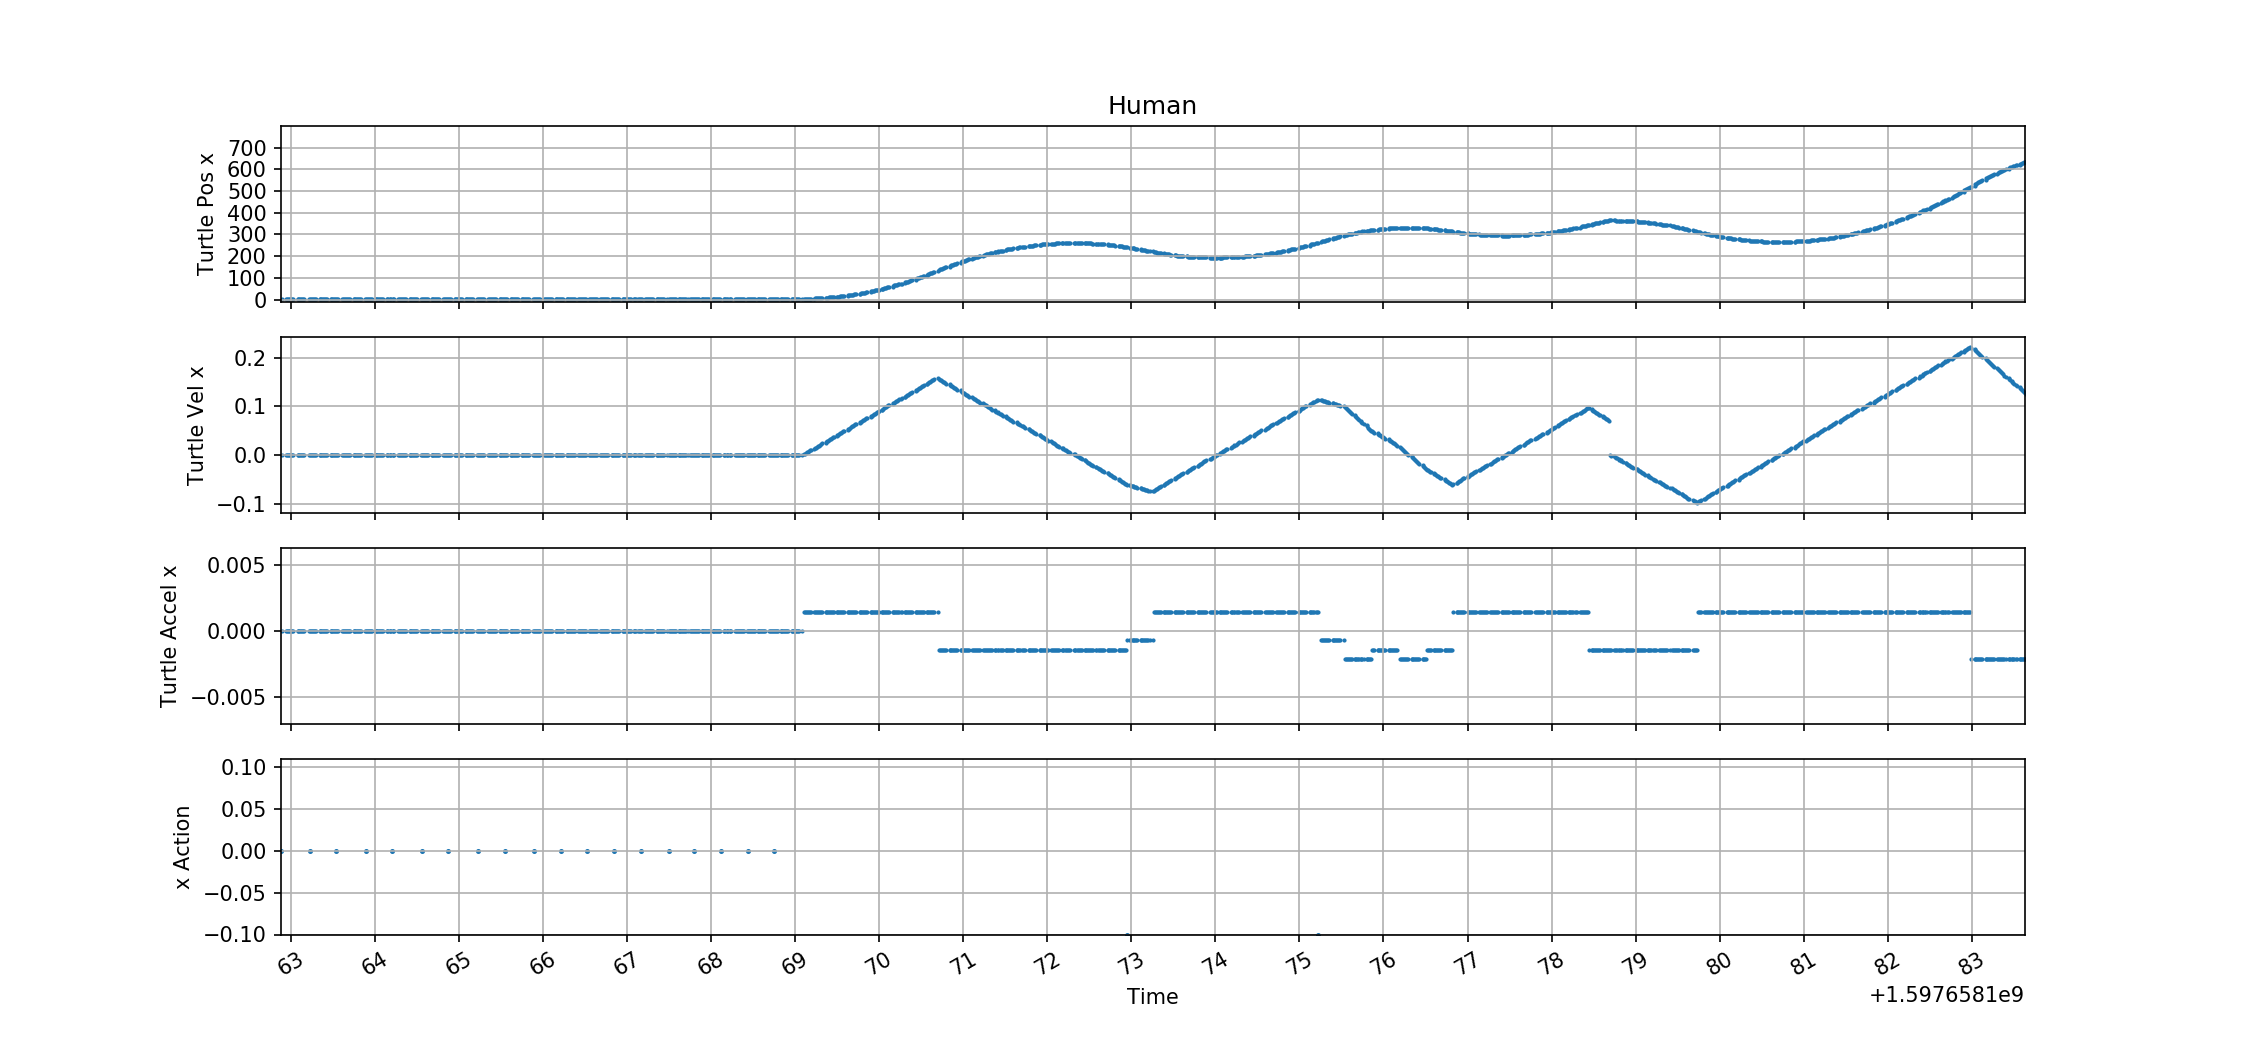 Human
Turtle Pos x
700
600
500
400
300
200
100
0
Turtle Vel x
0.2
0.1
0.0
−0.1
Turtle Accel x
0.005
0.000
−0.005
x Action
0.10
0.05
0.00
−0.05
−0.10
63 64 65 66 67 68 69 70 71 72 73 74 75 76 77 78 79 80 81 82 83
Time
+1.5976581e9